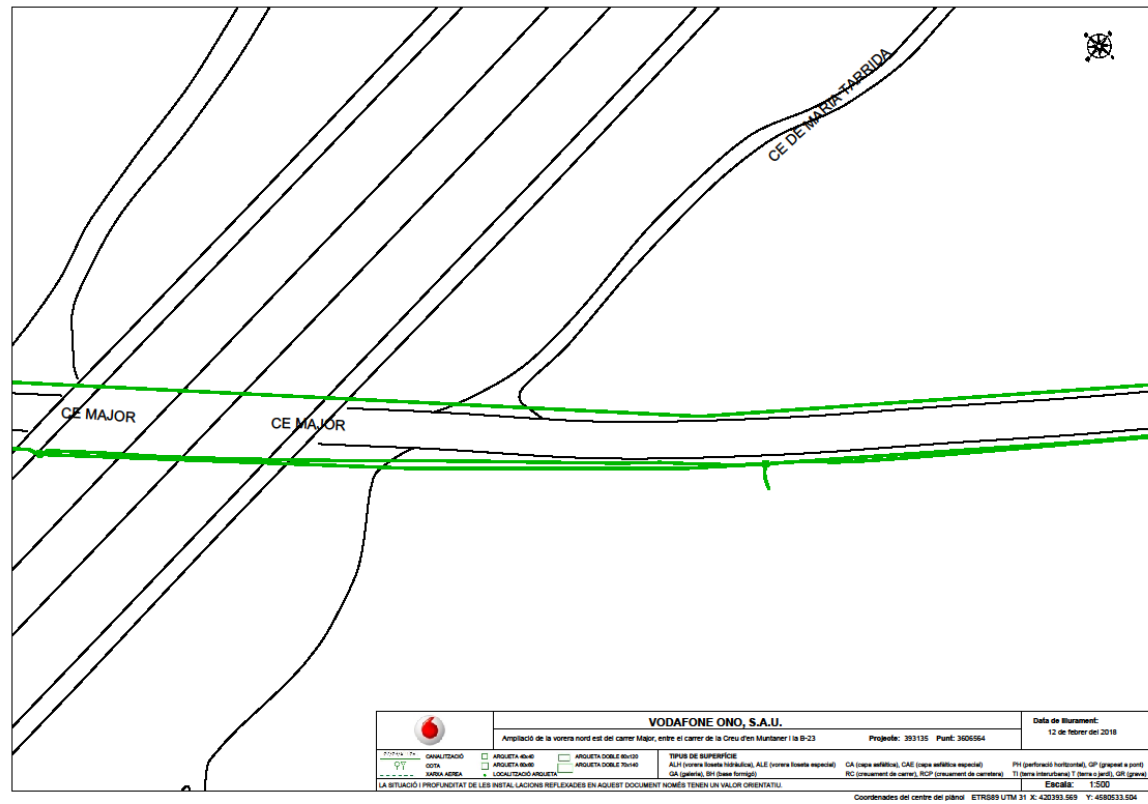 CE DE MARIA TARRIDA
CE MAJOR
CE MAJOR
VODAFONE ONO, S.A.U.
Ampliació de la vorera nord est del carrer Major, entre el carrer de la Creu d'en Muntaner i la B-23
Projecte: 393135 Punt: 3606564
Data de lliurament:
12 de febrer del 2018
CANALITZACIÓ
ARQUETA 40x40
ARQUETA DOBLE 60x120
COTA
ARQUETA 60x60
ARQUETA DOBLE 70x140
XARXA AEREA
LOCALITZACIÓ ARQUETA
TIPUS DE SUPERFÍCIE
ALH (vorera lloseta hidràulica), ALE (vorera lloseta especial)
CA (capa asfàltica), CAE (capa asfàltica especial)
PH (perforació horitzontal), GP (grapeat a pont)
GA (galeria), BH (base formigó)
RC (creuament de carrer), RCP (creuament de carretera)
TI (terra interurbana) T (terra o jardí), GR (grava)
LA SITUACIÓ I PROFUNDITAT DE LES INSTAL·LACIONS REFLEXADES EN AQUEST DOCUMENT NOMÉS TENEN UN VALOR ORIENTATIU.
Escala: 1:500
Coordenades del centre del plànol ETRS89 UTM 31 X: 420393.569 Y: 4580533.504